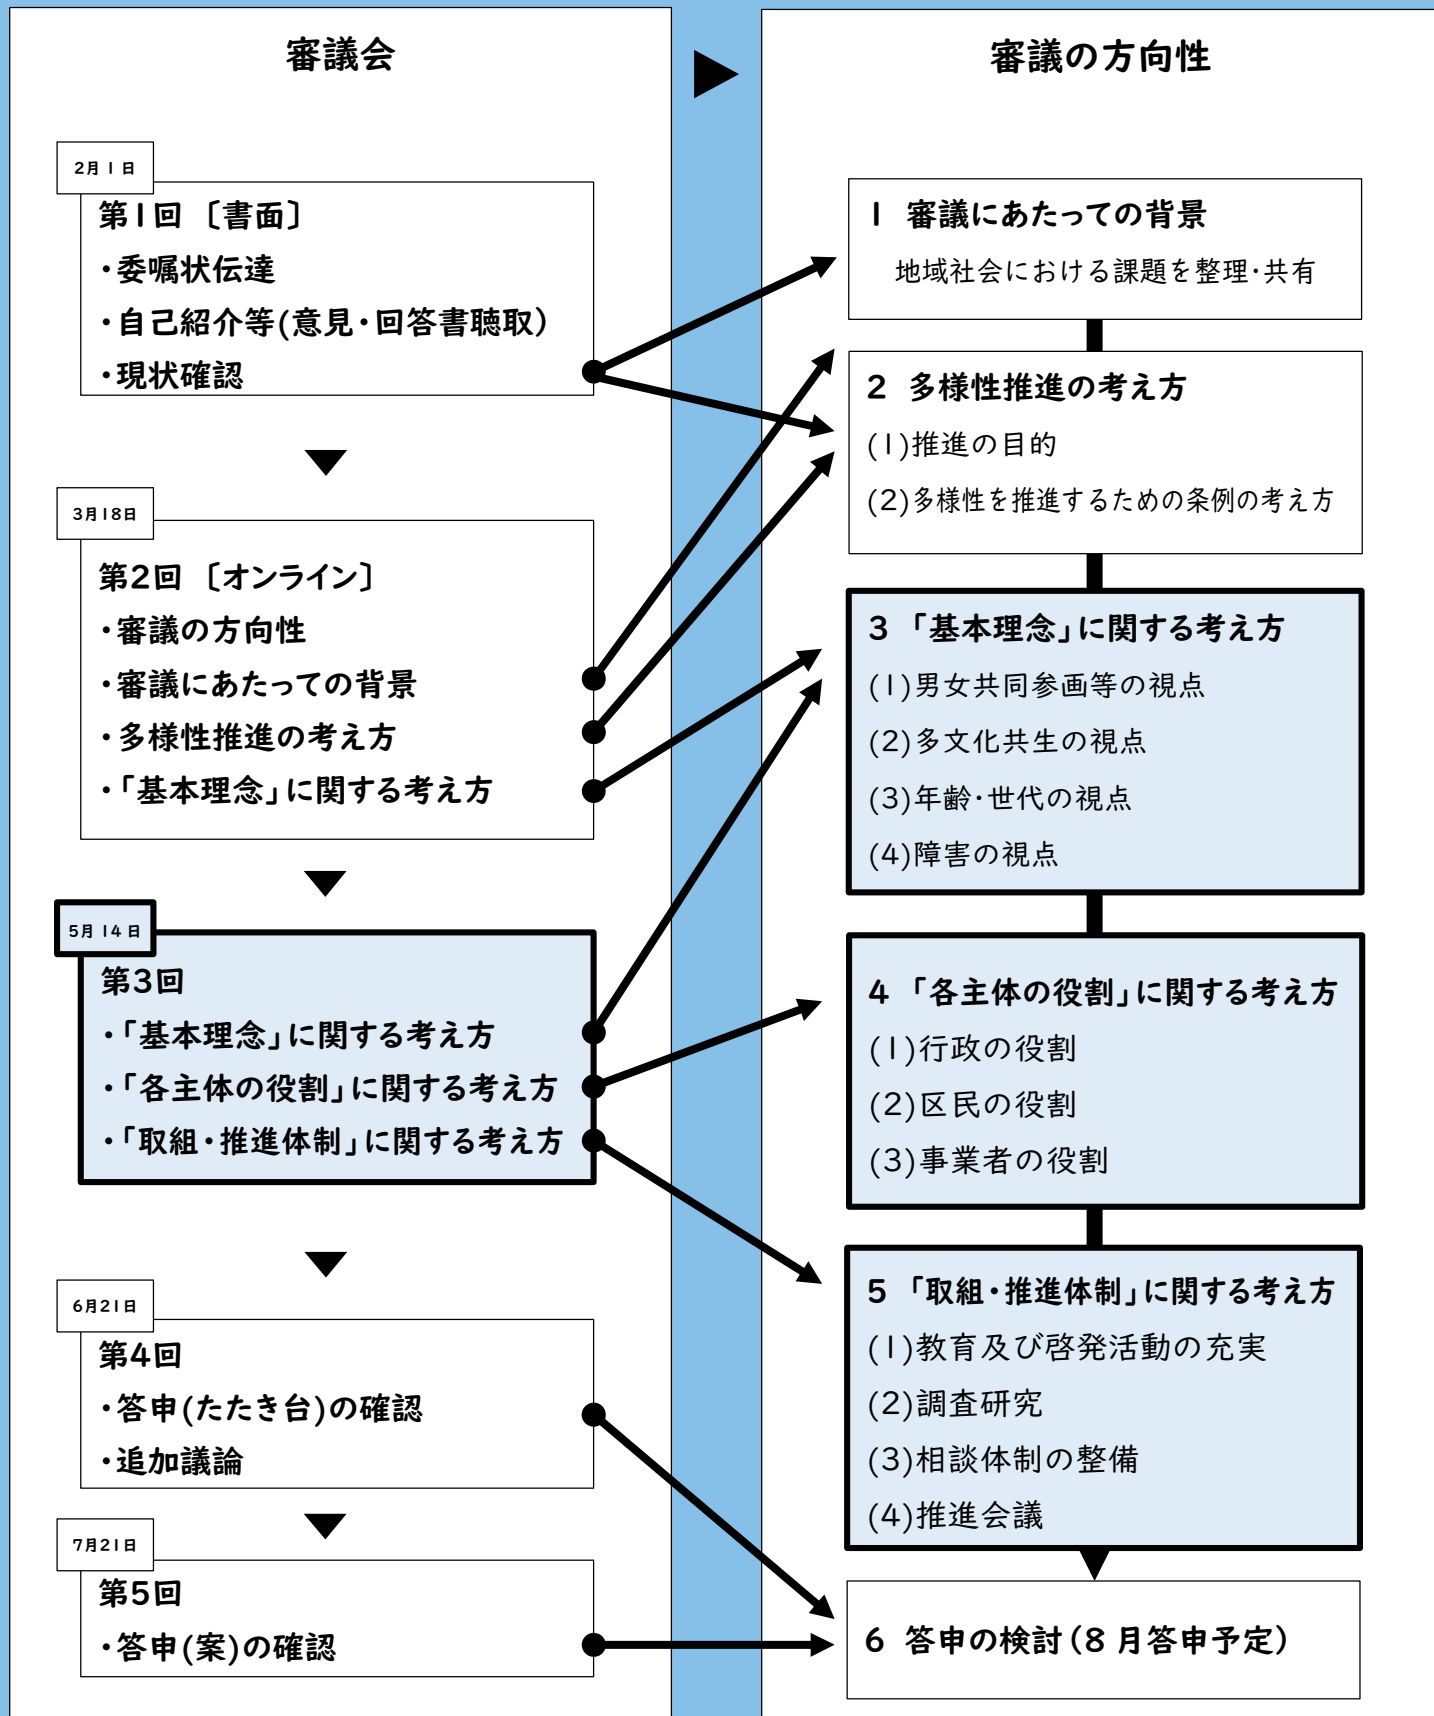 審議会
2月1日
第1回 〔書面〕
・委嘱状伝達
・自己紹介等(意見・回答書聴取)
・現状確認
3月18日
第2回 〔オンライン〕
・審議の方向性
・審議にあたっての背景
・多様性推進の考え方
・「基本理念」に関する考え方
5月14日
第3回
・「基本理念」に関する考え方
・「各主体の役割」に関する考え方
・「取組・推進体制」に関する考え方
6月21日
第4回
・答申(たたき台)の確認
・追加議論
7月21日
第5回
・答申(案)の確認
審議の方向性
1 審議にあたっての背景
地域社会における課題を整理・共有
2 多様性推進の考え方
(1)推進の目的
(2)多様性を推進するための条例の考え方
3 「基本理念」に関する考え方
(1)男女共同参画等の視点
(2)多文化共生の視点
(3)年齢・世代の視点
(4)障害の視点
4 「各主体の役割」に関する考え方
(1)行政の役割
(2)区民の役割
(3)事業者の役割
5 「取組・推進体制」に関する考え方
(1)教育及び啓発活動の充実
(2)調査研究
(3)相談体制の整備
(4)推進会議
6 答申の検討(8月答申予定)